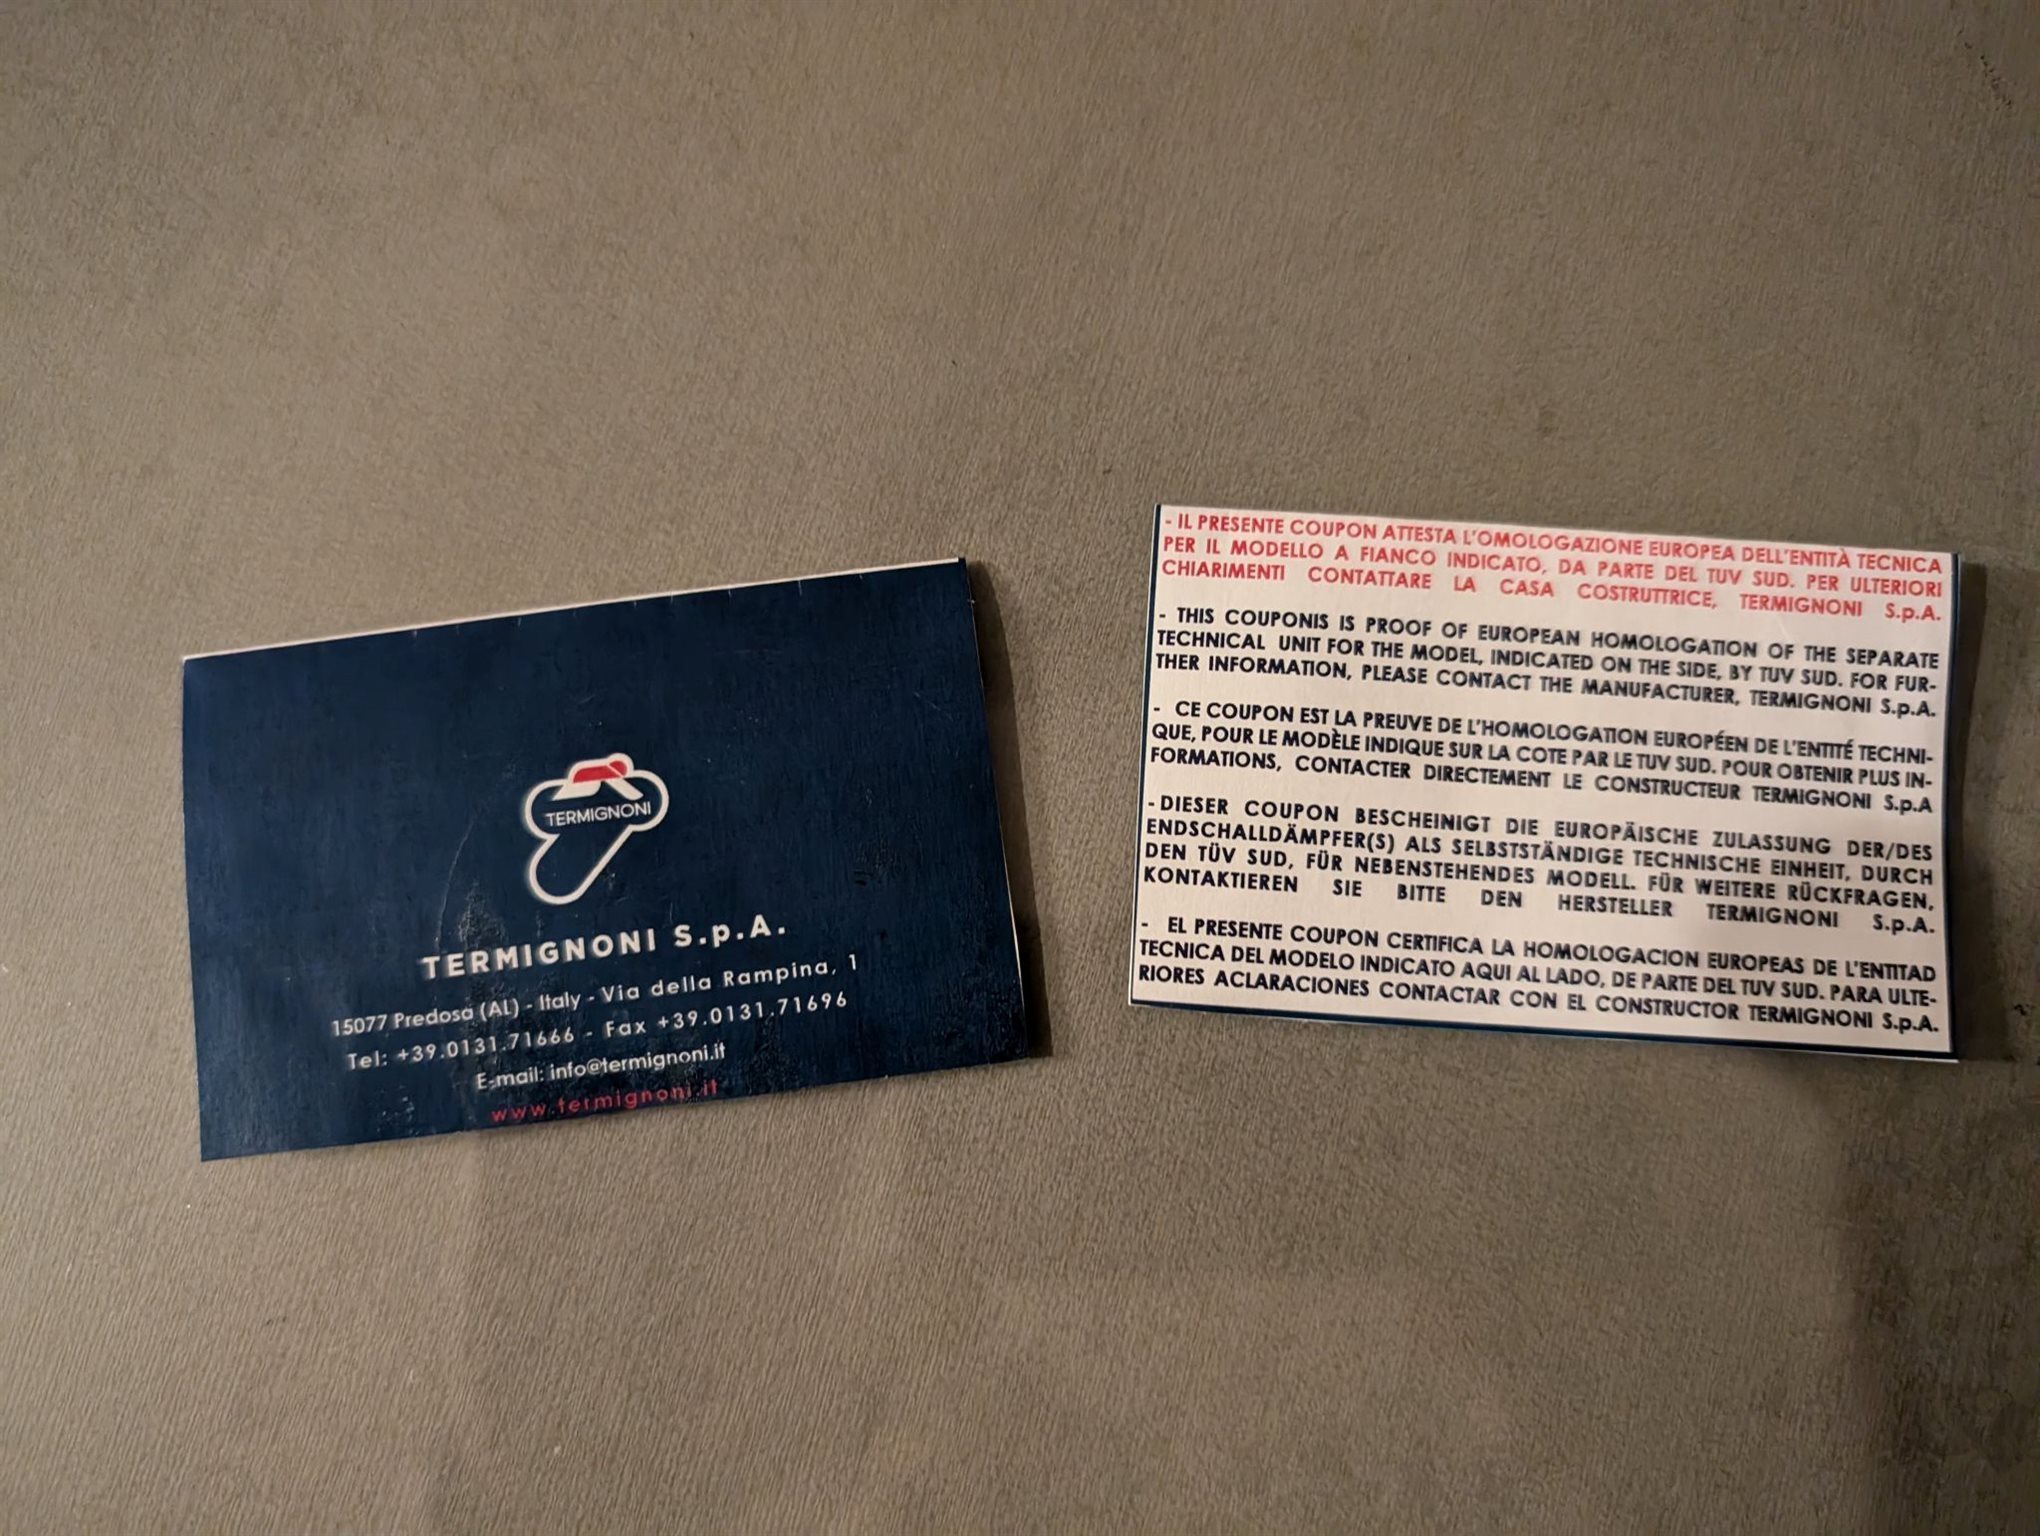 TERMIGNONI
TERMIGNONI S.p.A.
15077 Predosa (AL) - Italy - Via della Rampina, 1
Tel: +39.0131.71666 - Fax +39.0131.71696
E-mail: info@termignoni.it
www.termignoni.it
- IL PRESENTE COUPON ATTESTA L'OMOLOGAZIONE EUROPEA DELL'ENTITÀ TECNICA
PER IL MODELLO A FIANCO INDICATO, DA PARTE DEL TUV SUD. PER ULTERIORI
CHIARIMENTI CONTATTARE LA CASA COSTRUTTRICE, TERMIGNONI S.p.A.
- THIS COUPONIS IS PROOF OF EUROPEAN HOMOLOGATION OF THE SEPARATE
TECHNICAL UNIT FOR THE MODEL, INDICATED ON THE SIDE, BY TUV SUD. FOR FUR-
THER INFORMATION, PLEASE CONTACT THE MANUFACTURER, TERMIGNONI S.p.A.
- CE COUPON EST LA PREUVE DE L'HOMOLOGATION EUROPÉEN DE L'ENTITÉ TECHNI-
QUE, POUR LE MODÈLE INDIQUE SUR LA COTE PAR LE TUV SUD. POUR OBTENIR PLUS IN-
FORMATIONS, CONTACTER DIRECTEMENT LE CONSTRUCTEUR TERMIGNONI S.p.A
- DIESER COUPON BESCHEINIGT DIE EUROPÄISCHE ZULASSUNG DER/DES
ENDSCHALLDÄMPFER(S) ALS SELBSTSTÄNDIGE TECHNISCHE EINHEIT, DURCH
DEN TÜV SUD, FÜR NEBENSTEHENDES MODELL. FÜR WEITERE RÜCKFRAGEN,
KONTAKTIEREN SIE BITTE DEN HERSTELLER TERMIGNONI S.p.A.
- EL PRESENTE COUPON CERTIFICA LA HOMOLOGACION EUROPEAS DE L'ENTITAD
TECNICA DEL MODELO INDICATO AQUI AL LADO, DE PARTE DEL TUV SUD. PARA ULTE-
RIORES ACLARACIONES CONTACTAR CON EL CONSTRUCTOR TERMIGNONI S.p.A.